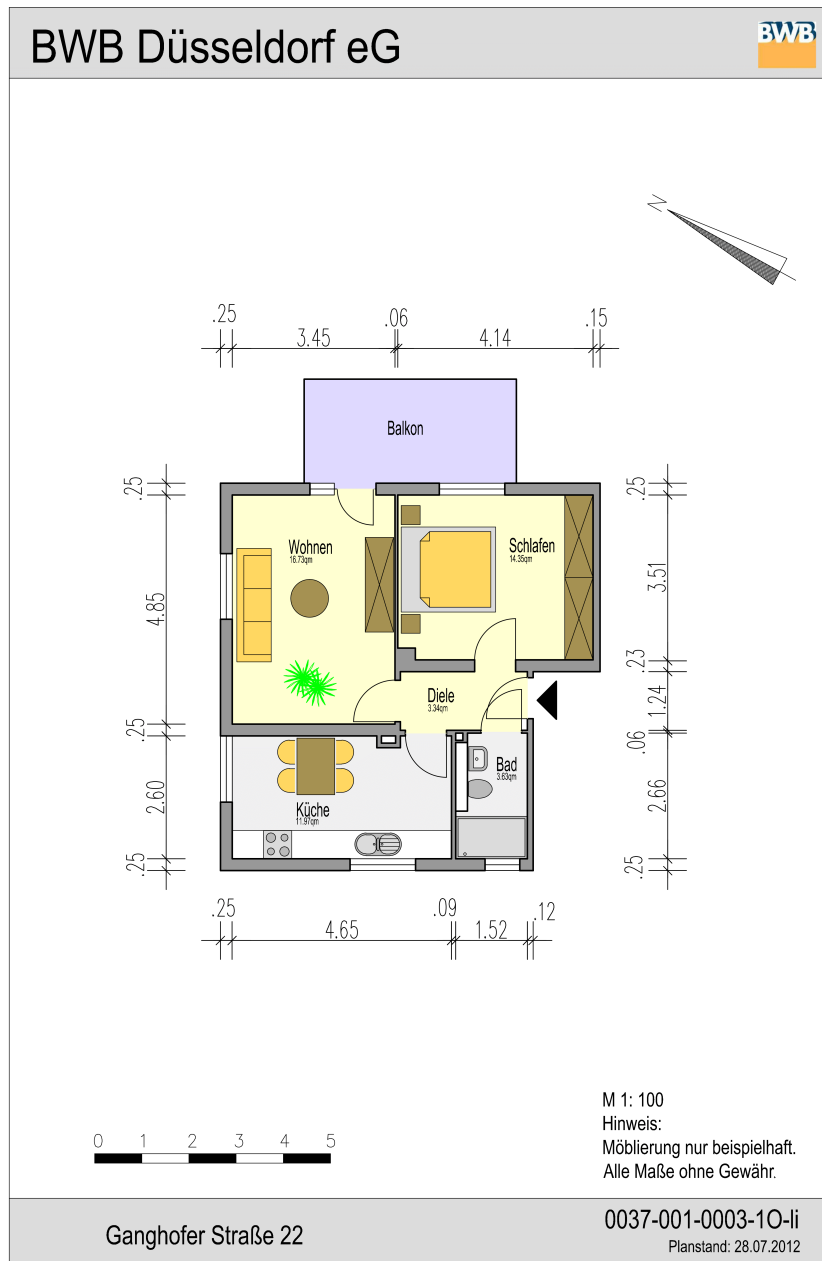 BWB Düsseldorf eG
BWB
N
.25
3.45
.06
4.14
.15
Balkon
.25
4.85
.25
2.60
.25
.25
3.51
.23
1.24
.06
2.66
.25
Wohnen
16.73qm
Schlafen
14.35qm
Diele
3.34qm
Bad
3.63qm
Küche
11.97qm
.25
4.65
.09
1.52
.12
M 1: 100
Hinweis:
Möblierung nur beispielhaft.
Alle Maße ohne Gewähr.
0 1 2 3 4 5
Ganghofer Straße 22
0037-001-0003-1O-li
Planstand: 28.07.2012